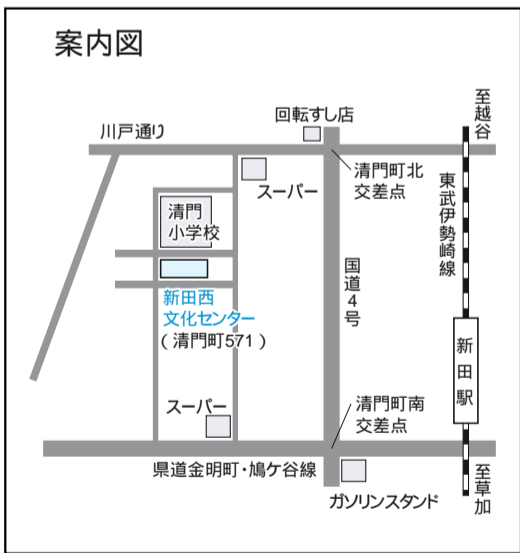 案内図
至越谷
回転すし店
川戸通り
清門町北
交差点
東武伊勢崎線
スーパー
清門
小学校
国道4号
新田西
文化センター
(清門町571)
新田駅
スーパー
清門町南
交差点
県道金明町・鳩ケ谷線
至草加
ガソリンスタンド